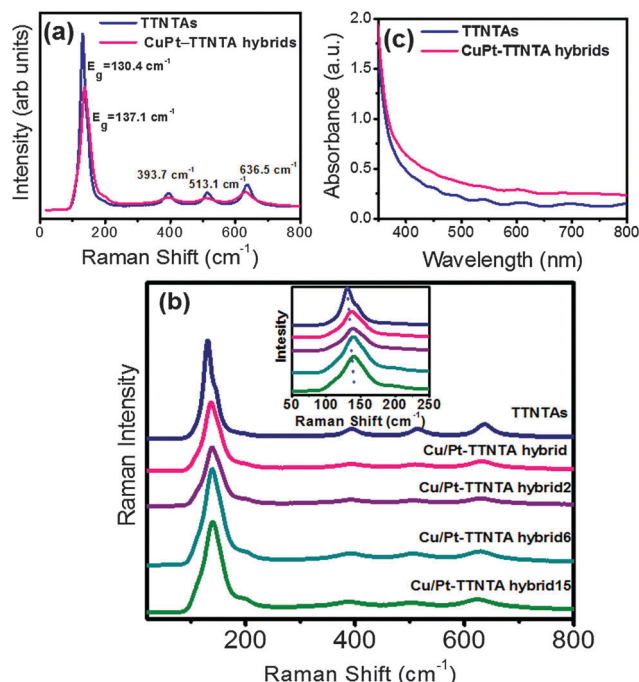 (a)
TTNTAs
CuPt–TTNTA hybrids
Eg=130.4 cm-1
Eg=137.1 cm-1
393.7 cm-1
513.1 cm-1
636.5 cm-1
Intensity (arb units)
0 200 400 600 800
Raman Shift (cm-1)
(c)
TTNTAs
CuPt-TTNTA hybrids
Absorbance (a.u.)
2.0
1.5
1.0
0.5
0.0
400 500 600 700 800
Wavelength (nm)
(b)
Intesity
50 100 150 200 250
Raman Shift (cm-1)
TTNTAs
Cu/Pt-TTNTA hybrid
Cu/Pt-TTNTA hybrid2
Cu/Pt-TTNTA hybrid6
Cu/Pt-TTNTA hybrid15
Raman Intensity
200 400 600 800
Raman Shift (cm-1)